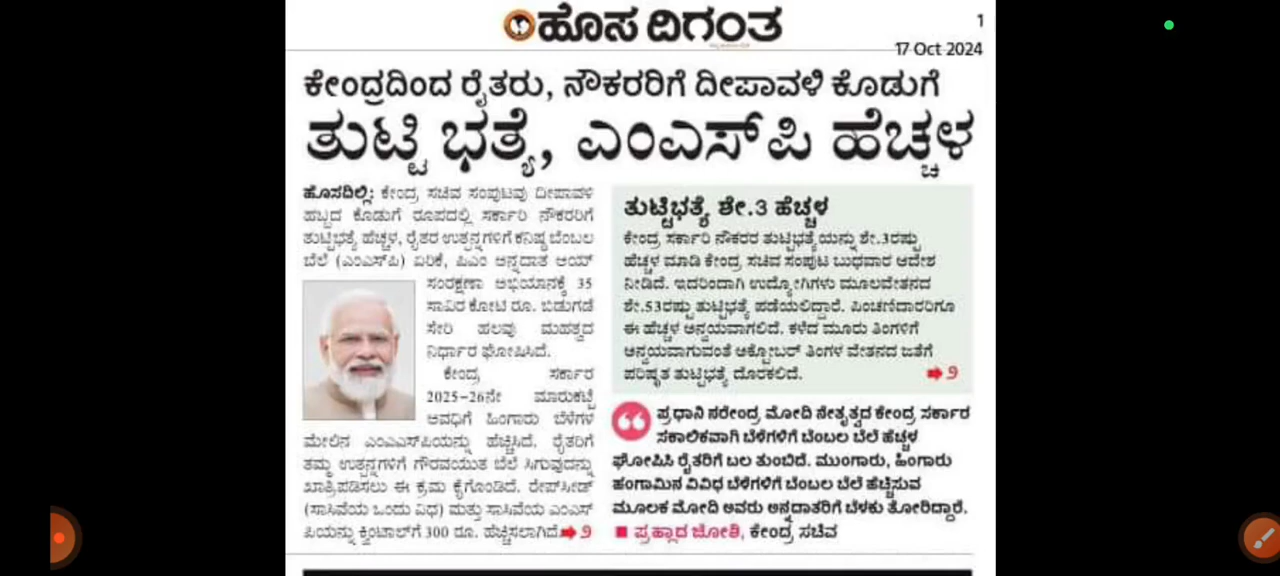 ಹೊಸ ದಿಗಂತ
1
17 Oct 2024
ಕೇಂದ್ರದಿಂದ ರೈತರು, ನೌಕರರಿಗೆ ದೀಪಾವಳಿ ಕೊಡುಗೆ
ತುಟ್ಟಿ ಭತ್ಯೆ, ಎಂಎಸ್‌ಪಿ ಹೆಚ್ಚಳ
ಹೊಸದಿಲ್ಲಿ: ಕೇಂದ್ರ ಸಚಿವ ಸಂಪುಟವು ದೀಪಾವಳಿ
ಹಬ್ಬದ ಕೊಡುಗೆ ರೂಪದಲ್ಲಿ ಸರ್ಕಾರಿ ನೌಕರರಿಗೆ
ತುಟ್ಟಿಭತ್ಯೆ ಹೆಚ್ಚಳ, ರೈತರ ಉತ್ಪನ್ನಗಳಿಗೆ ಕನಿಷ್ಠ ಬೆಂಬಲ
ಬೆಲೆ (ಎಂಎಸ್‌ಪಿ) ಏರಿಕೆ, ಪಿಎಂ ಅನ್ನದಾತ ಆಯ್
ಸಂರಕ್ಷಣಾ ಅಭಿಯಾನಕ್ಕೆ 35
ಸಾವಿರ ಕೋಟಿ ರೂ. ಬಿಡುಗಡೆ
ಸೇರಿ ಹಲವು ಮಹತ್ವದ
ನಿರ್ಧಾರ ಘೋಷಿಸಿದೆ.
ಕೇಂದ್ರ ಸರ್ಕಾರ
2025-26ನೇ ಮಾರುಕಟ್ಟೆ
ಅವಧಿಗೆ ಹಿಂಗಾರು ಬೆಳೆಗಳ
ಮೇಲಿನ ಎಂಎಎಸ್‌ಪಿಯನ್ನು ಹೆಚ್ಚಿಸಿದೆ. ರೈತರಿಗೆ
ತಮ್ಮ ಉತ್ಪನ್ನಗಳಿಗೆ ಗೌರವಯುತ ಬೆಲೆ ಸಿಗುವುದನ್ನು
ಖಾತ್ರಿಪಡಿಸಲು ಈ ಕ್ರಮ ಕೈಗೊಂಡಿದೆ. ರೇಪ್‌ಸೀಡ್
(ಸಾಸಿವೆಯ ಒಂದು ವಿಧ) ಮತ್ತು ಸಾಸಿವೆಯ ಎಂಎಸ್
ಪಿಯನ್ನು ಕ್ವಿಂಟಾಲ್‌ಗೆ 300 ರೂ. ಹೆಚ್ಚಿಸಲಾಗಿದೆ. 9
ತುಟ್ಟಿಭತ್ಯೆ ಶೇ.3 ಹೆಚ್ಚಳ
ಕೇಂದ್ರ ಸರ್ಕಾರಿ ನೌಕರರ ತುಟ್ಟಿಭತ್ಯೆಯನ್ನು ಶೇ.3ರಷ್ಟು
ಹೆಚ್ಚಳ ಮಾಡಿ ಕೇಂದ್ರ ಸಚಿವ ಸಂಪುಟ ಬುಧವಾರ ಆದೇಶ
ನೀಡಿದೆ. ಇದರಿಂದಾಗಿ ಉದ್ಯೋಗಿಗಳು ಮೂಲವೇತನದ
ಶೇ.53ರಷ್ಟು ತುಟ್ಟಿಭತ್ಯೆ ಪಡೆಯಲಿದ್ದಾರೆ. ಪಿಂಚಣಿದಾರರಿಗೂ
ಈ ಹೆಚ್ಚಳ ಅನ್ವಯವಾಗಲಿದೆ. ಕಳೆದ ಮೂರು ತಿಂಗಳಿಗೆ
ಅನ್ವಯವಾಗುವಂತೆ ಅಕ್ಟೋಬರ್ ತಿಂಗಳ ವೇತನದ ಜತೆಗೆ
ಪರಿಷ್ಕೃತ ತುಟ್ಟಿಭತ್ಯೆ ದೊರಕಲಿದೆ. 9
ಪ್ರಧಾನಿ ನರೇಂದ್ರ ಮೋದಿ ನೇತೃತ್ವದ ಕೇಂದ್ರ ಸರ್ಕಾರ
ಸಕಾಲಿಕವಾಗಿ ಬೆಳೆಗಳಿಗೆ ಬೆಂಬಲ ಬೆಲೆ ಹೆಚ್ಚಳ
ಘೋಷಿಸಿ ರೈತರಿಗೆ ಬಲ ತುಂಬಿದೆ. ಮುಂಗಾರು, ಹಿಂಗಾರು
ಹಂಗಾಮಿನ ವಿವಿಧ ಬೆಳೆಗಳಿಗೆ ಬೆಂಬಲ ಬೆಲೆ ಹೆಚ್ಚಿಸುವ
ಮೂಲಕ ಮೋದಿ ಅವರು ಅನ್ನದಾತರಿಗೆ ಬೆಳಕು ತೋರಿದ್ದಾರೆ.
ಪ್ರಹ್ಲಾದ ಜೋಶಿ, ಕೇಂದ್ರ ಸಚಿವ